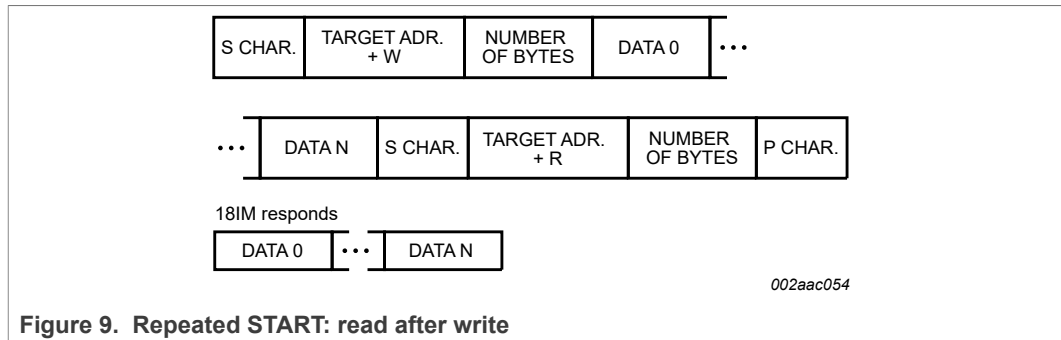 S CHAR. TARGET ADR. + W NUMBER OF BYTES DATA 0 •••
••• DATA N S CHAR. TARGET ADR. + R NUMBER OF BYTES P CHAR.
18IM responds
DATA 0 ••• DATA N
002aac054
Figure 9. Repeated START: read after write